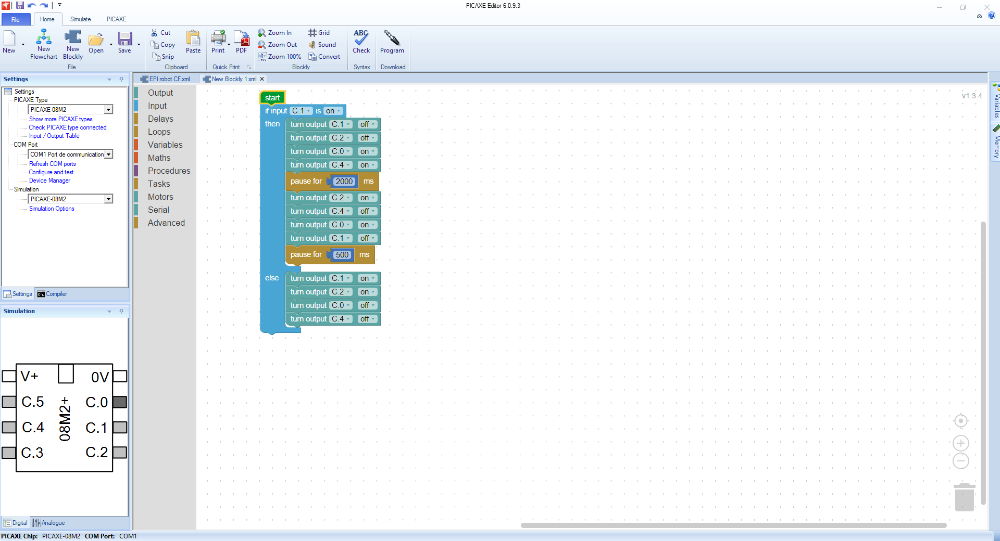 PICAXE Editor 6.0.9.3
File Home Simulate PICAXE
New
New Flowchart
New Blockly
Open
Save
File
Cut
Copy
Snip
Paste
Clipboard
Print
PDF
Quick Print
Zoom In
Zoom Out
Zoom 100%
Grid
Sound
Convert
Blockly
ABC
Check
Syntax
Program
Download
Settings
Settings
PICAXE Type
PICAXE-08M2
Show more PICAXE types
Check PICAXE type connected
Input / Output Table
COM Port
COM1 Port de communication
Refresh COM ports
Configure and test
Device Manager
Simulation
PICAXE-08M2
Simulation Options
Settings Compiler
Simulation
V+ 0V
C.5 C.0
C.4 C.1
C.3 C.2
08M2+
Digital Analogue
EPI robot CF.xml New Blockly 1.xml
Output
Input
Delays
Loops
Variables
Maths
Procedures
Tasks
Motors
Serial
Advanced
start
if input C.1 is on
then turn output C.1 off
turn output C.2 off
turn output C.0 on
turn output C.4 on
pause for 2000 ms
turn output C.2 on
turn output C.4 off
turn output C.0 on
turn output C.1 off
pause for 500 ms
else turn output C.1 on
turn output C.2 on
turn output C.0 off
turn output C.4 off
v1.3.4
Variables
Memory
PICAXE Chip: PICAXE-08M2 COM Port: COM1